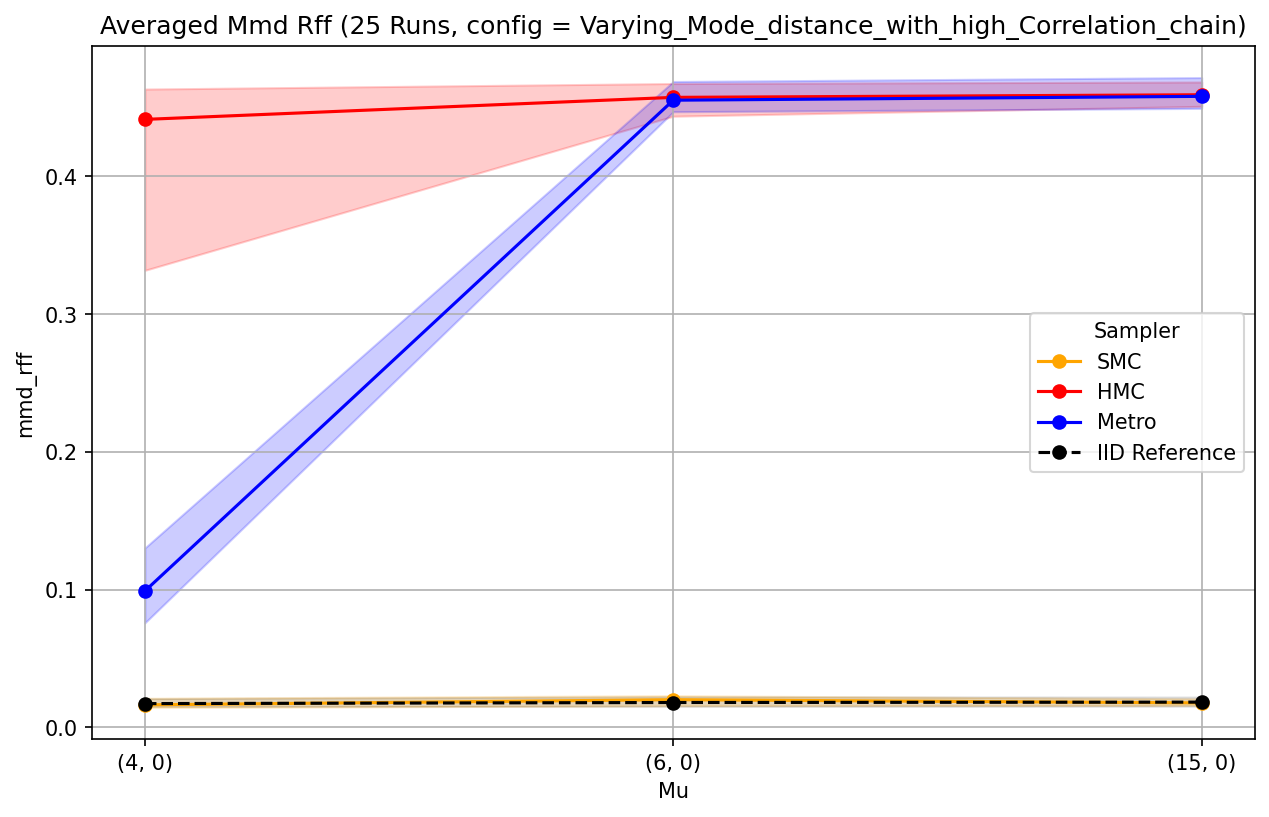 Averaged Mmd Rff (25 Runs, config = Varying_Mode_distance_with_high_Correlation_chain)
mmd_rff
0.4
0.3
0.2
0.1
0.0
Sampler
SMC
HMC
Metro
IID Reference
(4, 0)
(6, 0)
(15, 0)
Mu